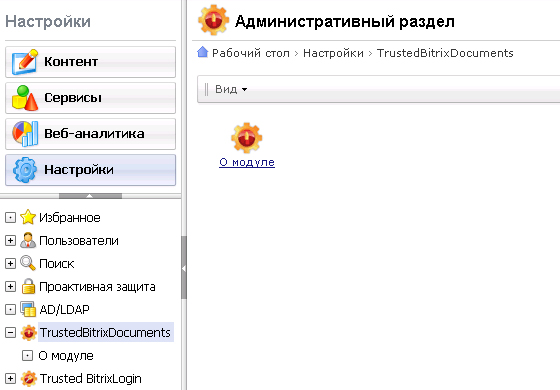 Настройки
Контент
Сервисы
Веб-аналитика
Настройки
Избранное
Пользователи
Поиск
Проактивная защита
AD/LDAP
TrustedBitrixDocuments
О модуле
Trusted BitrixLogin
Административный раздел
Рабочий стол › Настройки › TrustedBitrixDocuments
Вид
О модуле